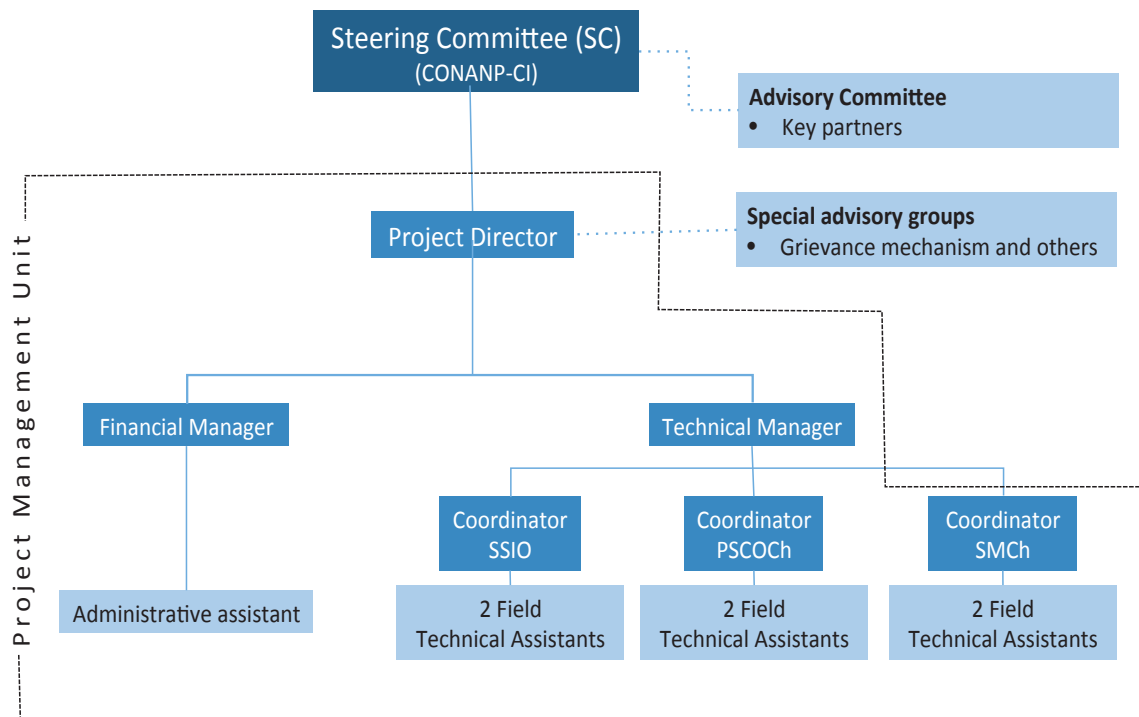 Steering Committee (SC)
(CONANP-CI)
Advisory Committee
• Key partners
Project Management Unit
Project Director
Special advisory groups
• Grievance mechanism and others
Financial Manager
Technical Manager
Coordinator
SSIO
Coordinator
PSCOCh
Coordinator
SMCh
Administrative assistant
2 Field
Technical Assistants
2 Field
Technical Assistants
2 Field
Technical Assistants